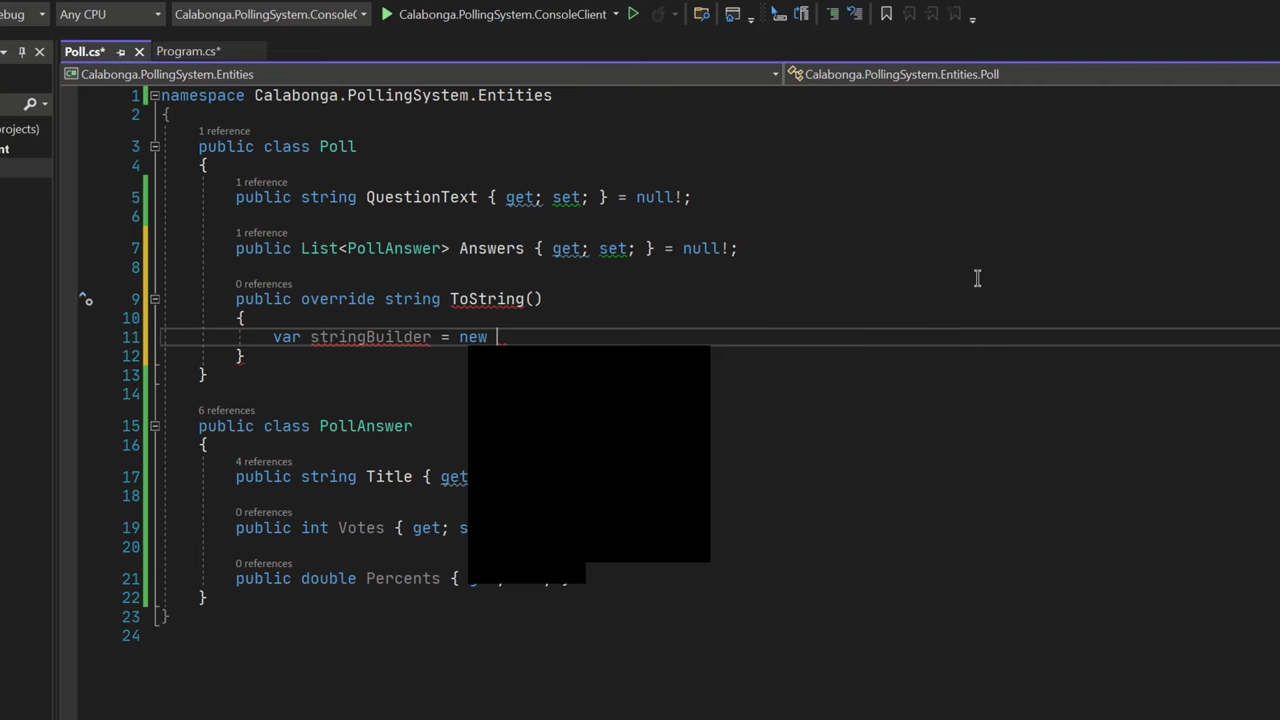 ebug Any CPU Calabonga.PollingSystem.Console Calabonga.PollingSystem.ConsoleClient
Poll.cs* Program.cs*
Calabonga.PollingSystem.Entities Calabonga.PollingSystem.Entities.Poll
1 namespace Calabonga.PollingSystem.Entities
rojects)
2 {
1 reference
nt
3 public class Poll
4 {
1 reference
5 public string QuestionText { get; set; } = null!;
6
1 reference
7 public List<PollAnswer> Answers { get; set; } = null!;
8
0 references
9 public override string ToString()
10 {
11 var stringBuilder = new
12 }
13 }
14
6 references
15 public class PollAnswer
16 {
4 references
17 public string Title { get
18
0 references
19 public int Votes { get; s
20
0 references
21 public double Percents {
22 }
23 }
24